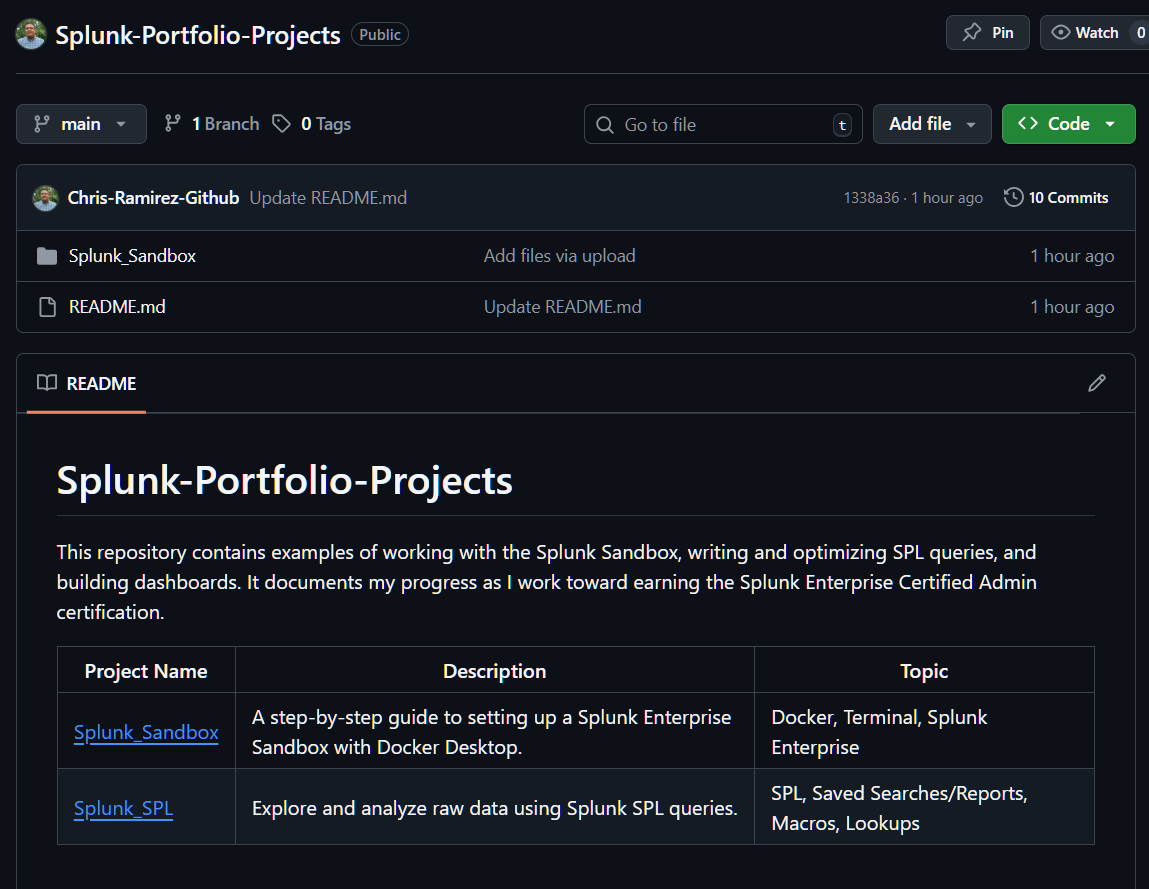 Splunk-Portfolio-Projects Public Pin Watch 0
main 1 Branch 0 Tags Go to file t Add file Code
Chris-Ramirez-Github Update README.md 1338a36 · 1 hour ago 10 Commits
Splunk_Sandbox Add files via upload 1 hour ago
README.md Update README.md 1 hour ago
README
Splunk-Portfolio-Projects
This repository contains examples of working with the Splunk Sandbox, writing and optimizing SPL queries, and
building dashboards. It documents my progress as I work toward earning the Splunk Enterprise Certified Admin
certification.
Project Name Description Topic
Splunk_Sandbox A step-by-step guide to setting up a Splunk Enterprise Docker, Terminal, Splunk
Sandbox with Docker Desktop. Enterprise
Splunk_SPL Explore and analyze raw data using Splunk SPL queries. SPL, Saved Searches/Reports,
Macros, Lookups